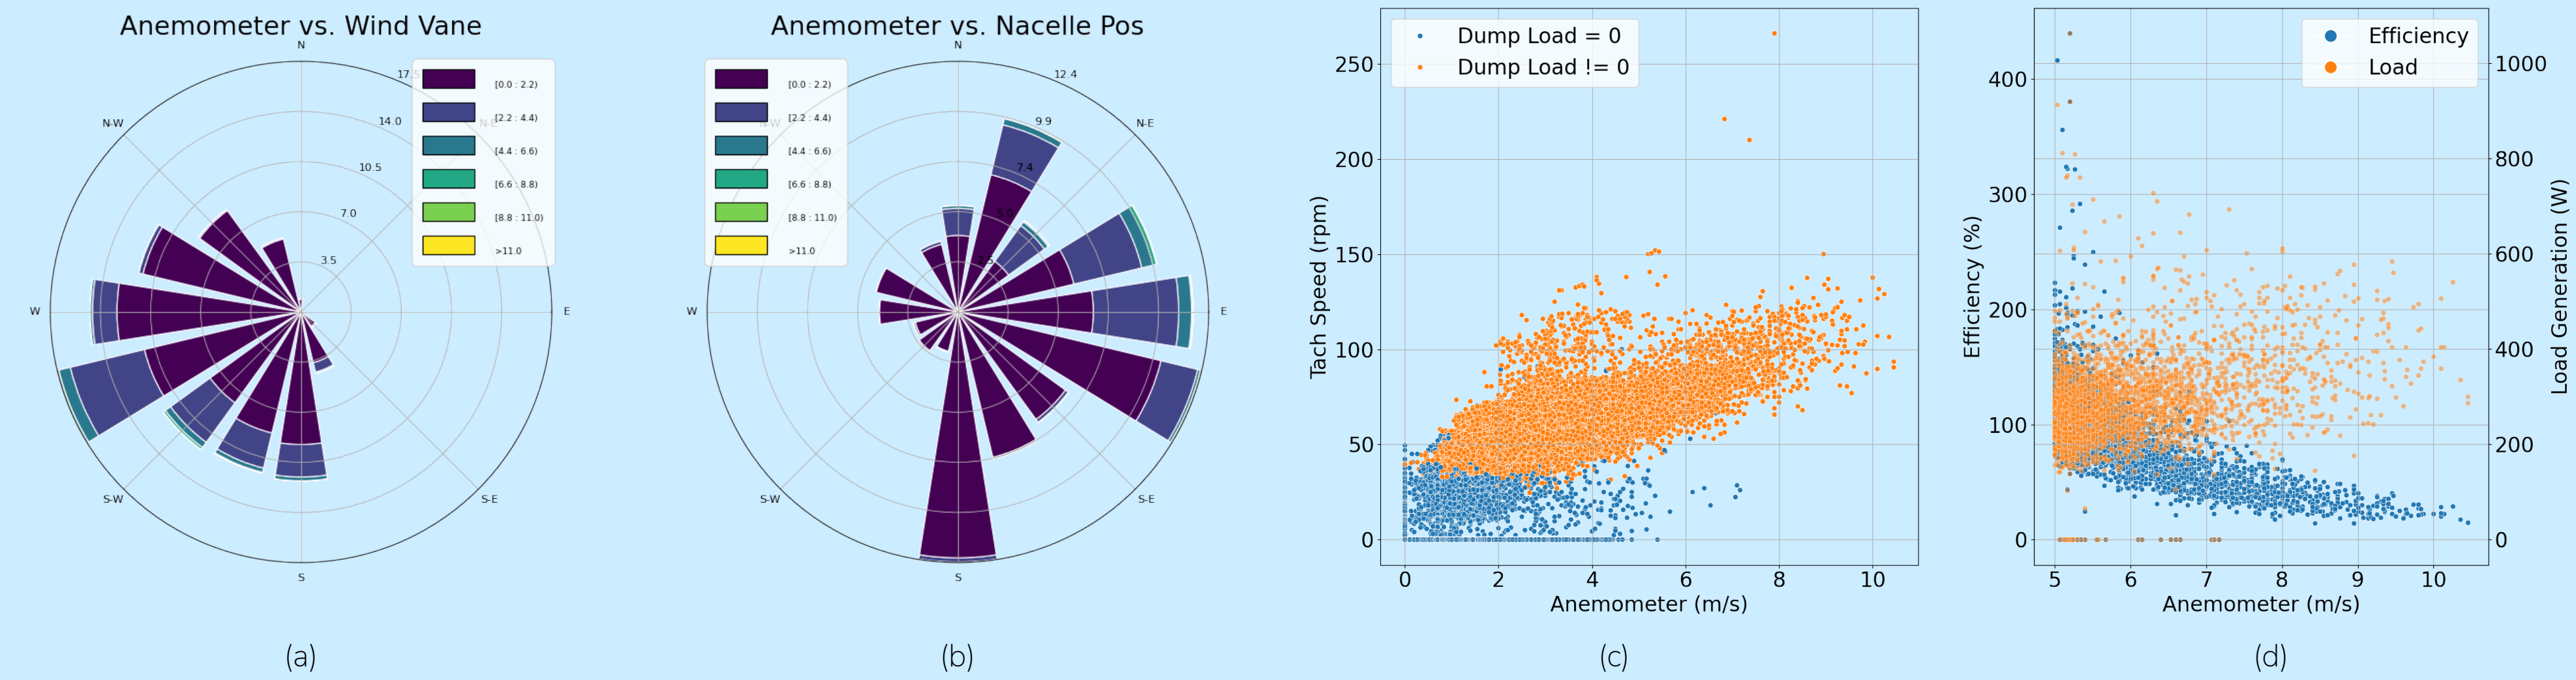 Anemometer vs. Wind Vane
N
17.5
N-W
14.0
N-E
10.5
7.0
3.5
W
E
S-W
S-E
S
[0.0 : 2.2)
[2.2 : 4.4)
[4.4 : 6.6)
[6.6 : 8.8)
[8.8 : 11.0)
>11.0
(a)
Anemometer vs. Nacelle Pos
N
12.4
N-W
9.9
N-E
7.4
5.0
2.5
W
E
S-W
S-E
S
[0.0 : 2.2)
[2.2 : 4.4)
[4.4 : 6.6)
[6.6 : 8.8)
[8.8 : 11.0)
>11.0
(b)
Dump Load = 0
Dump Load != 0
Tach Speed (rpm)
250
200
150
100
50
0
0 2 4 6 8 10
Anemometer (m/s)
(c)
Efficiency
Load
Efficiency (%)
400
300
200
100
0
5 6 7 8 9 10
Anemometer (m/s)
1000
800
600
400
200
0
Load Generation (W)
(d)